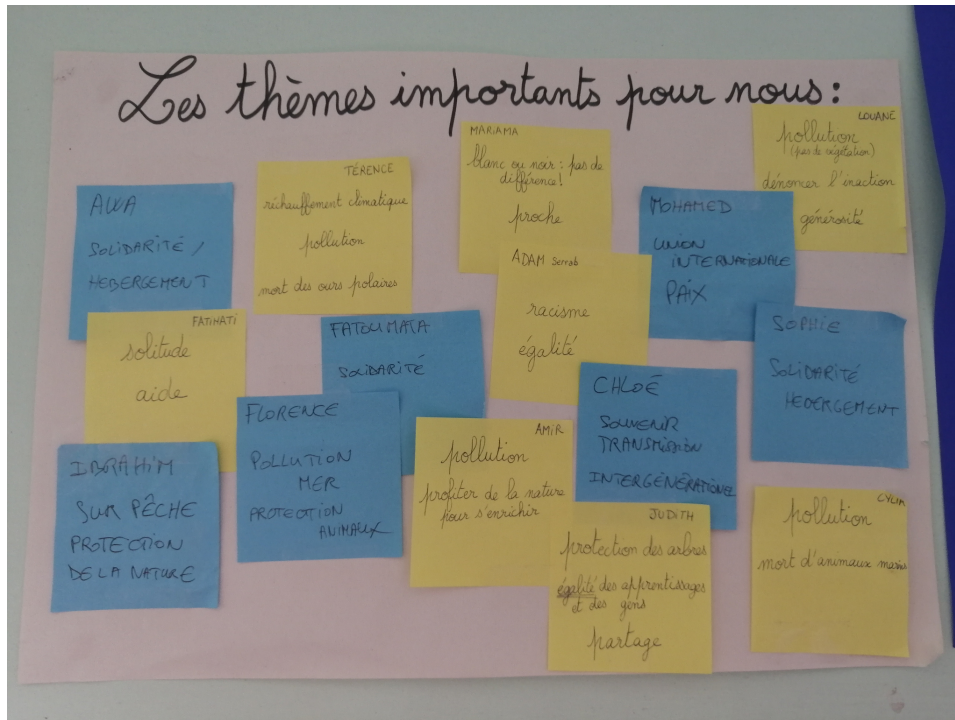 Les thèmes importants pour nous:
AWA
SOLIDARITÉ /
HEBERGEMENT
TÉRENCE
réchauffement climatique
pollution
mort des ours polaires
MARIAMA
blanc ou noir : pas de
différence!
proche
LOUANE
pollution
(pas de végétation)
dénoncer l'inaction
générosité
MOHAMED
UNION
INTERNATIONALE
PAIX
ADAM Serrab
racisme
égalité
FATIHATI
solitude
aide
FATOUMATA
SOLIDARITÉ
SOPHIE
SOLIDARITÉ
HEBERGEMENT
FLORENCE
POLLUTION
MER
PROTECTION
ANIMAUX
CHLOÉ
SOUVENIR
TRANSMISSION
INTERGÉNÉRATIONEL
AMIR
pollution
profiter de la nature
pour s'enrichir
IBRAHIM
SUR PÊCHE
PROTECTION
DE LA NATURE
JUDITH
protection des arbres
égalité des apprentissages
et des gens
partage
CYLIA
pollution
mort d'animaux marins